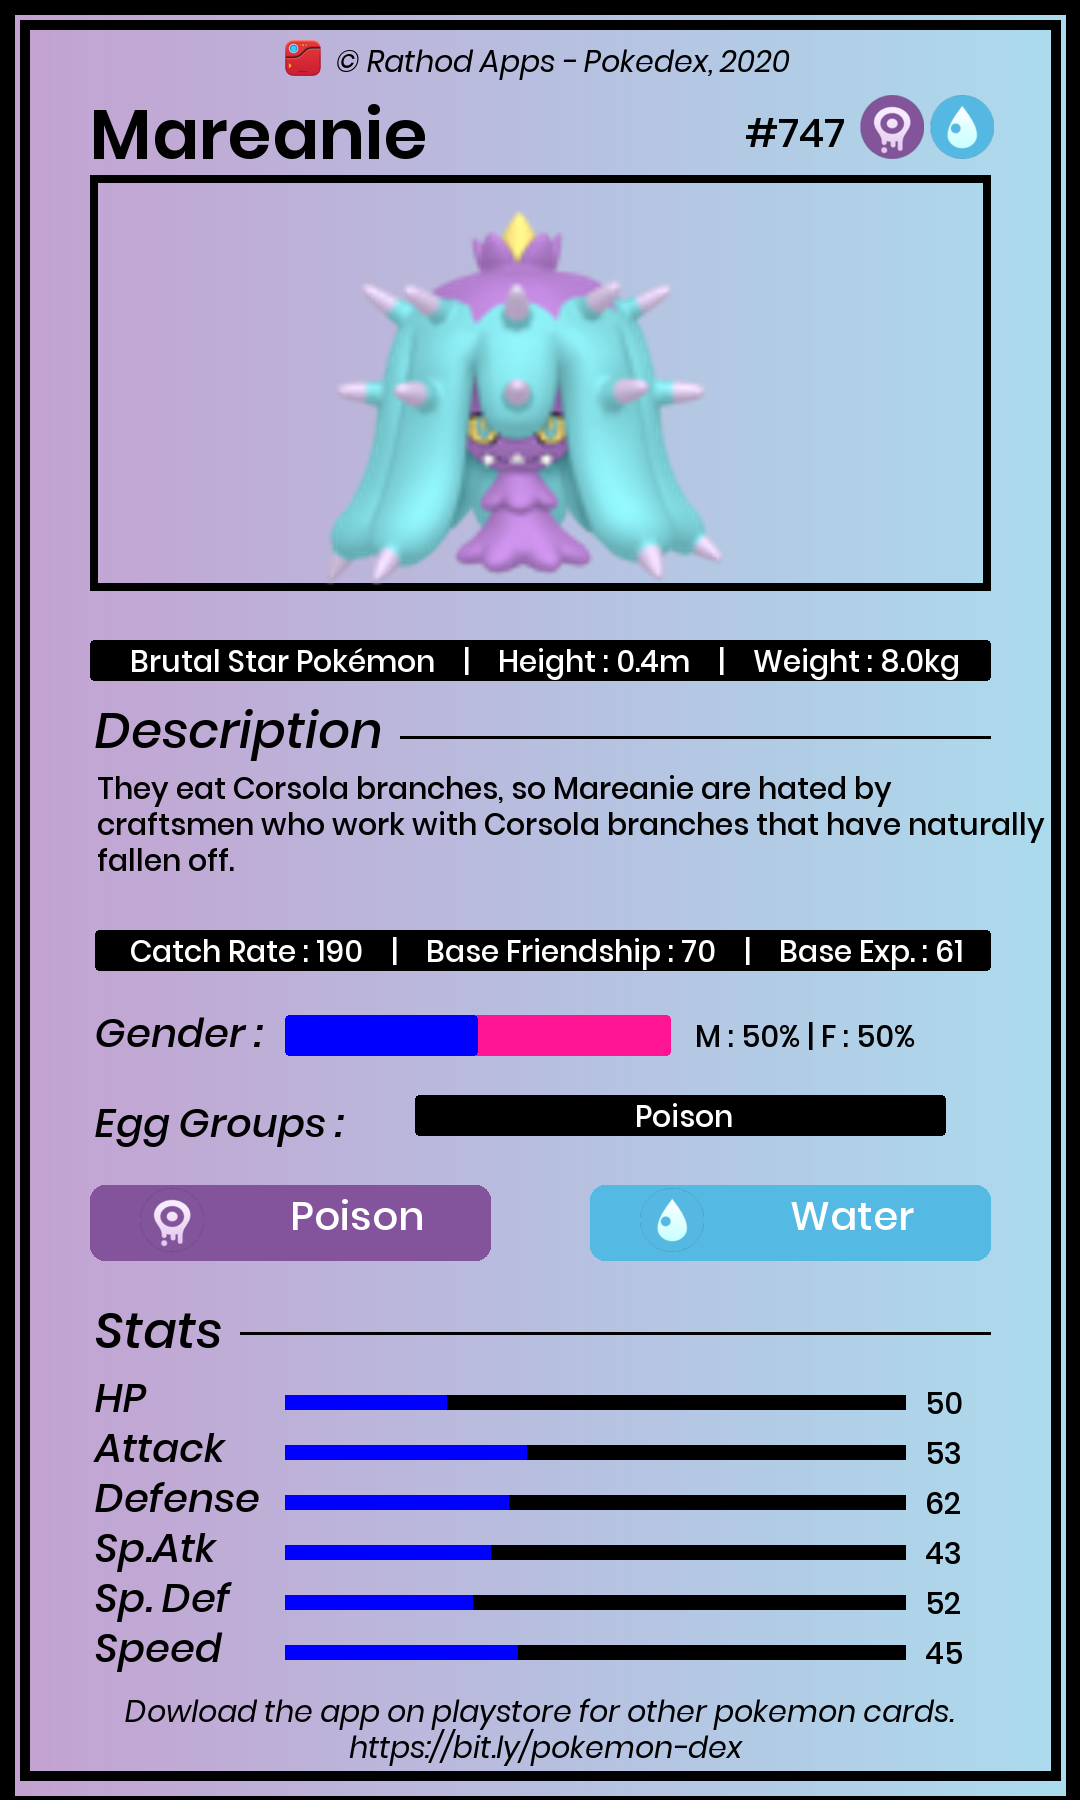 © Rathod Apps - Pokedex, 2020
Mareanie
#747
Brutal Star Pokémon | Height : 0.4m | Weight : 8.0kg
Description
They eat Corsola branches, so Mareanie are hated by
craftsmen who work with Corsola branches that have naturally
fallen off.
Catch Rate : 190 | Base Friendship : 70 | Base Exp. : 61
Gender : M : 50% | F : 50%
Egg Groups : Poison
Poison Water
Stats
HP 50
Attack 53
Defense 62
Sp.Atk 43
Sp. Def 52
Speed 45
Dowload the app on playstore for other pokemon cards.
https://bit.ly/pokemon-dex